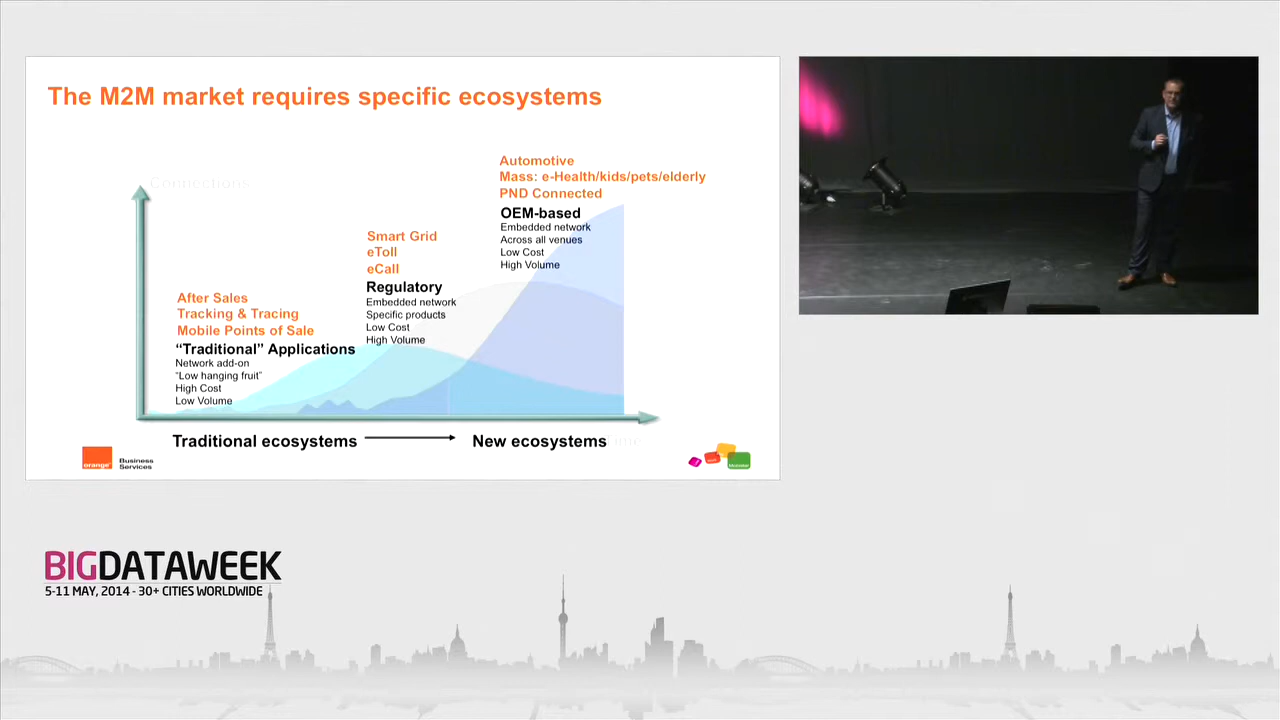 The M2M market requires specific ecosystems
Connections
Automotive
Mass: e-Health/kids/pets/elderly
PND Connected
OEM-based
Embedded network
Across all venues
Low Cost
High Volume
Smart Grid
eToll
eCall
Regulatory
Embedded network
Specific products
Low Cost
High Volume
After Sales
Tracking & Tracing
Mobile Points of Sale
“Traditional” Applications
Network add-on
“Low hanging fruit”
High Cost
Low Volume
Traditional ecosystems
New ecosystems
orange
Business
Services
BIGDATAWEEK
5-11 MAY, 2014 - 30+ CITIES WORLDWIDE